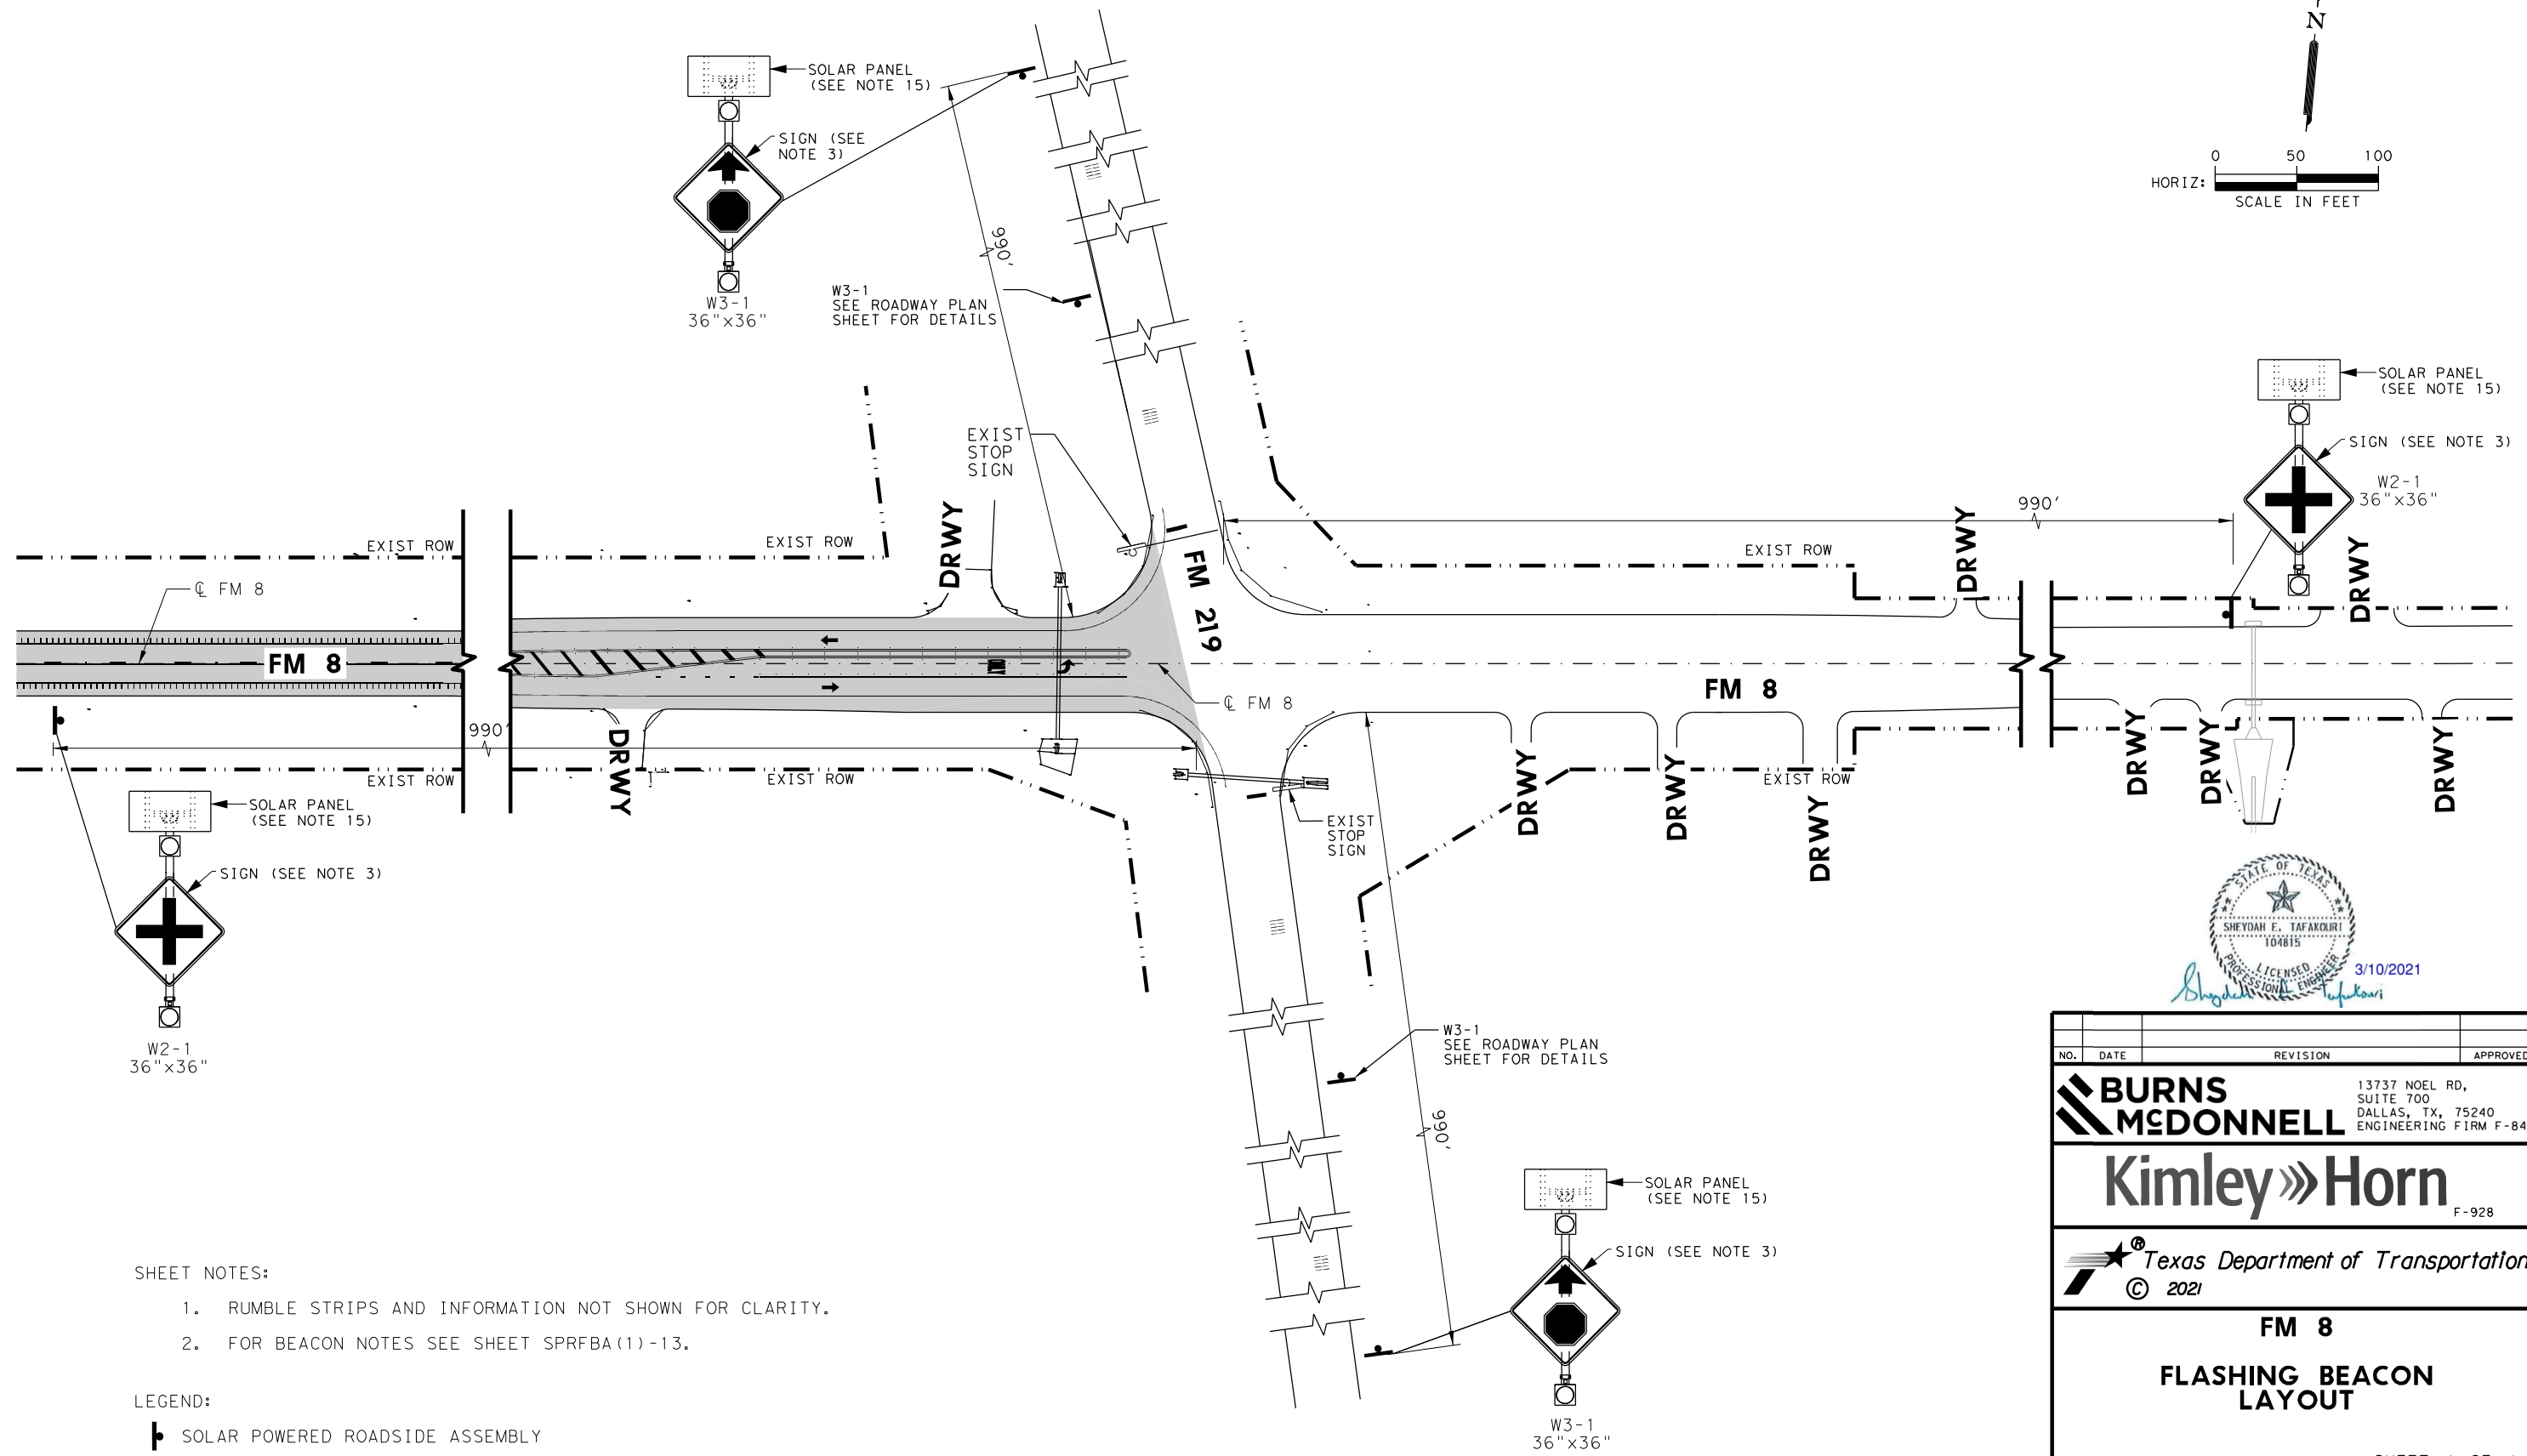 N
0 50 100
HORIZ:
SCALE IN FEET
SOLAR PANEL
(SEE NOTE 15)
SIGN (SEE
NOTE 3)
W3-1
36"x36"
990'
W3-1
SEE ROADWAY PLAN
SHEET FOR DETAILS
EXIST
STOP
SIGN
SOLAR PANEL
(SEE NOTE 15)
SIGN (SEE NOTE 3)
W2-1
36"x36"
990'
EXIST ROW
EXIST ROW
EXIST ROW
DRWY
DRWY
DRWY
FM 219
℄ FM 8
FM 8
ONLY
℄ FM 8
FM 8
990'
EXIST ROW
EXIST ROW
EXIST ROW
DRWY
DRWY
DRWY
DRWY
DRWY
DRWY
DRWY
EXIST
STOP
SIGN
SOLAR PANEL
(SEE NOTE 15)
SIGN (SEE NOTE 3)
W2-1
36"x36"
W3-1
SEE ROADWAY PLAN
SHEET FOR DETAILS
990'
SOLAR PANEL
(SEE NOTE 15)
SIGN (SEE NOTE 3)
W3-1
36"x36"
SHEET NOTES:
1. RUMBLE STRIPS AND INFORMATION NOT SHOWN FOR CLARITY.
2. FOR BEACON NOTES SEE SHEET SPRFBA(1)-13.
LEGEND:
SOLAR POWERED ROADSIDE ASSEMBLY
STATE OF TEXAS
SHEYDAH E. TAFAKOURI
104815
LICENSED
PROFESSIONAL ENGINEER
Sheydah E Tafakouri
3/10/2021
NO. DATE REVISION APPROVED
BURNS
McDONNELL
13737 NOEL RD,
SUITE 700
DALLAS, TX, 75240
ENGINEERING FIRM F-84
Kimley»Horn
F-928
® Texas Department of Transportation
© 2021
FM 8
FLASHING BEACON
LAYOUT